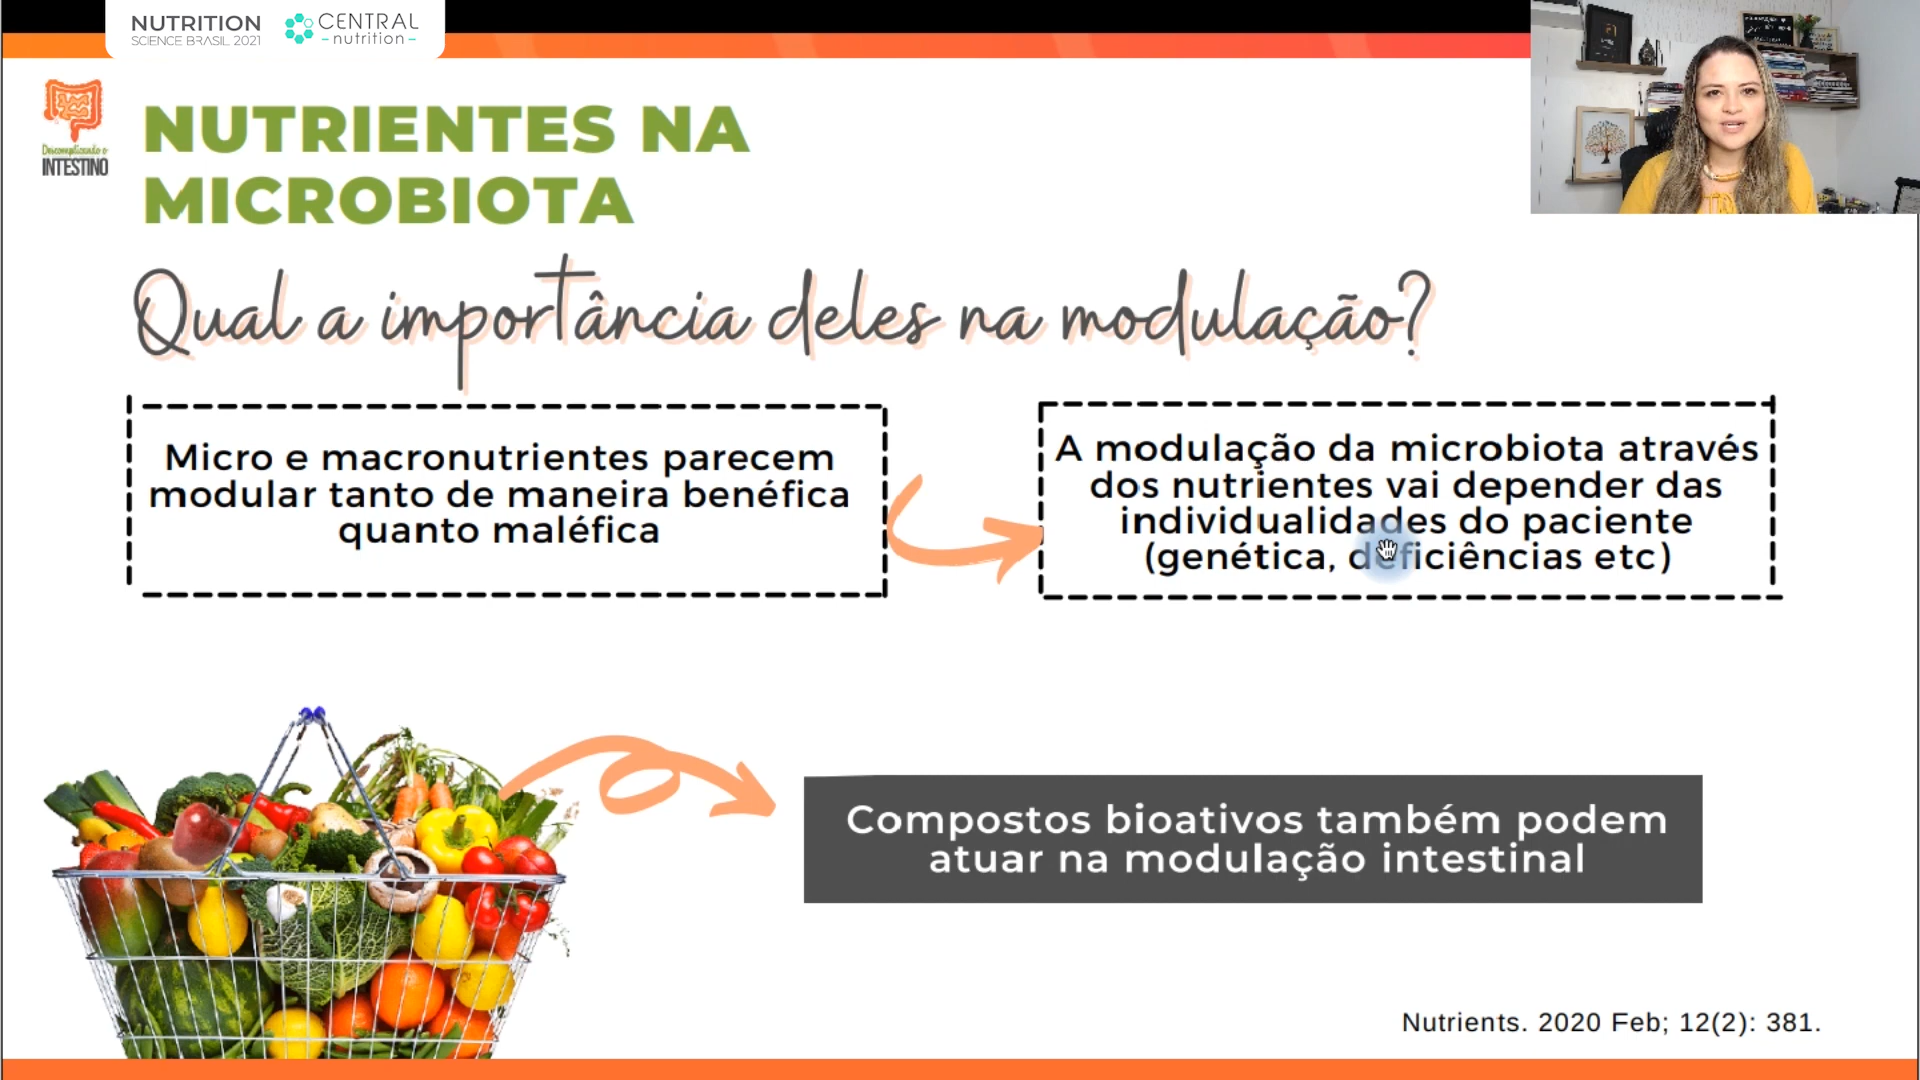 NUTRITION
SCIENCE BRASIL 2021
CENTRAL
nutrition
Descomplicando o
INTESTINO
NUTRIENTES NA
MICROBIOTA
Qual a importância deles na modulação?
Micro e macronutrientes parecem
modular tanto de maneira benéfica
quanto maléfica
A modulação da microbiota através
dos nutrientes vai depender das
individualidades do paciente
(genética, deficiências etc)
Compostos bioativos também podem
atuar na modulação intestinal
Nutrients. 2020 Feb; 12(2): 381.